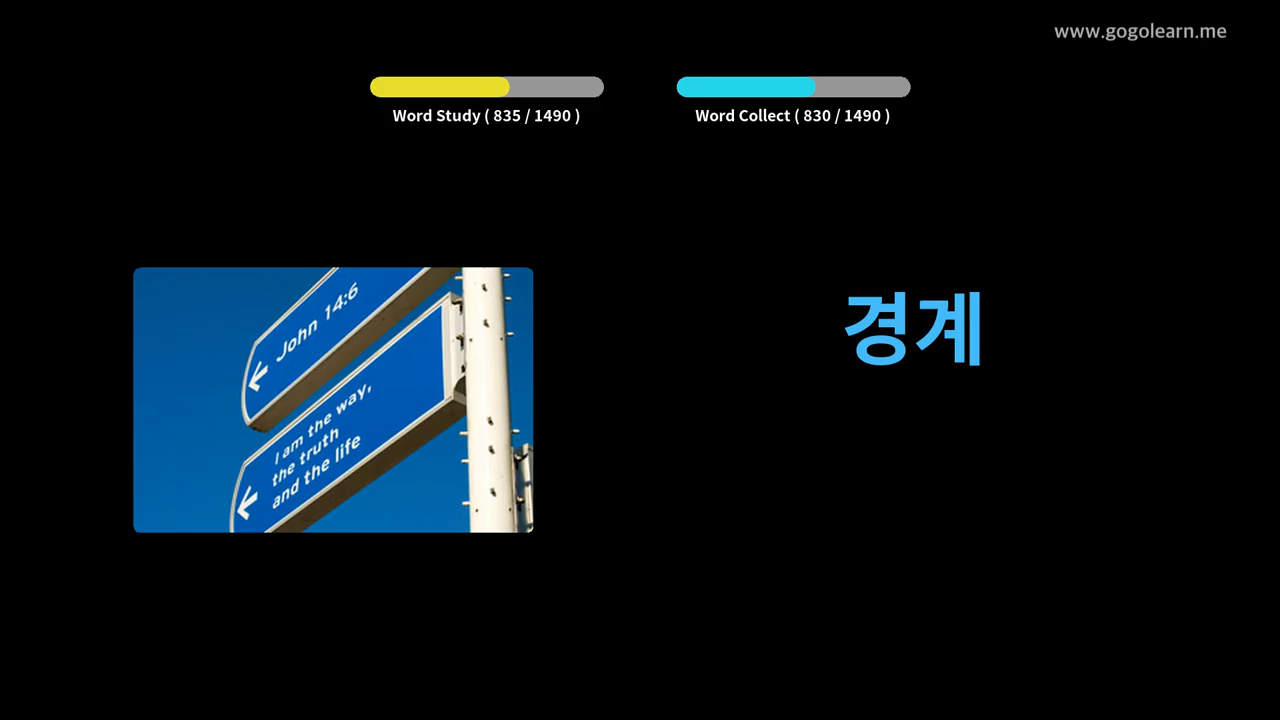 www.gogolearn.me
Word Study ( 835 / 1490 )
Word Collect ( 830 / 1490 )
John 14:6
I am the way,
the truth
and the life
경계